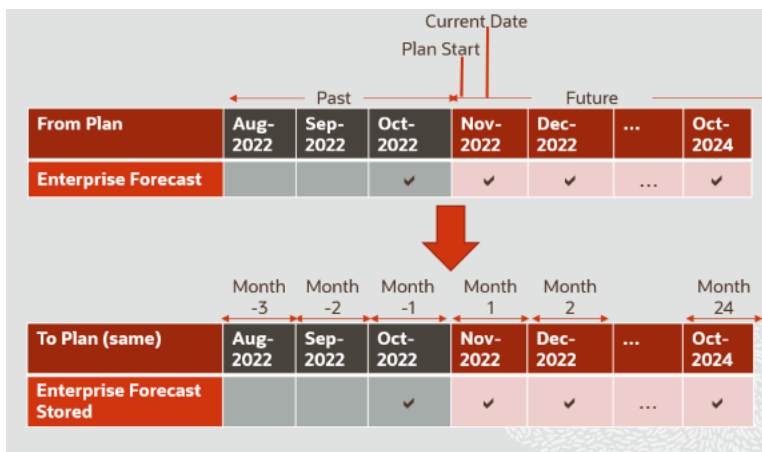 Current Date
Plan Start
Past Future
From Plan Aug-2022 Sep-2022 Oct-2022 Nov-2022 Dec-2022 ... Oct-2024
Enterprise Forecast ✔ ✔ ✔ ... ✔
Month -3 Month -2 Month -1 Month 1 Month 2 Month 24
To Plan (same) Aug-2022 Sep-2022 Oct-2022 Nov-2022 Dec-2022 ... Oct-2024
Enterprise Forecast Stored ✔ ✔ ✔ ... ✔